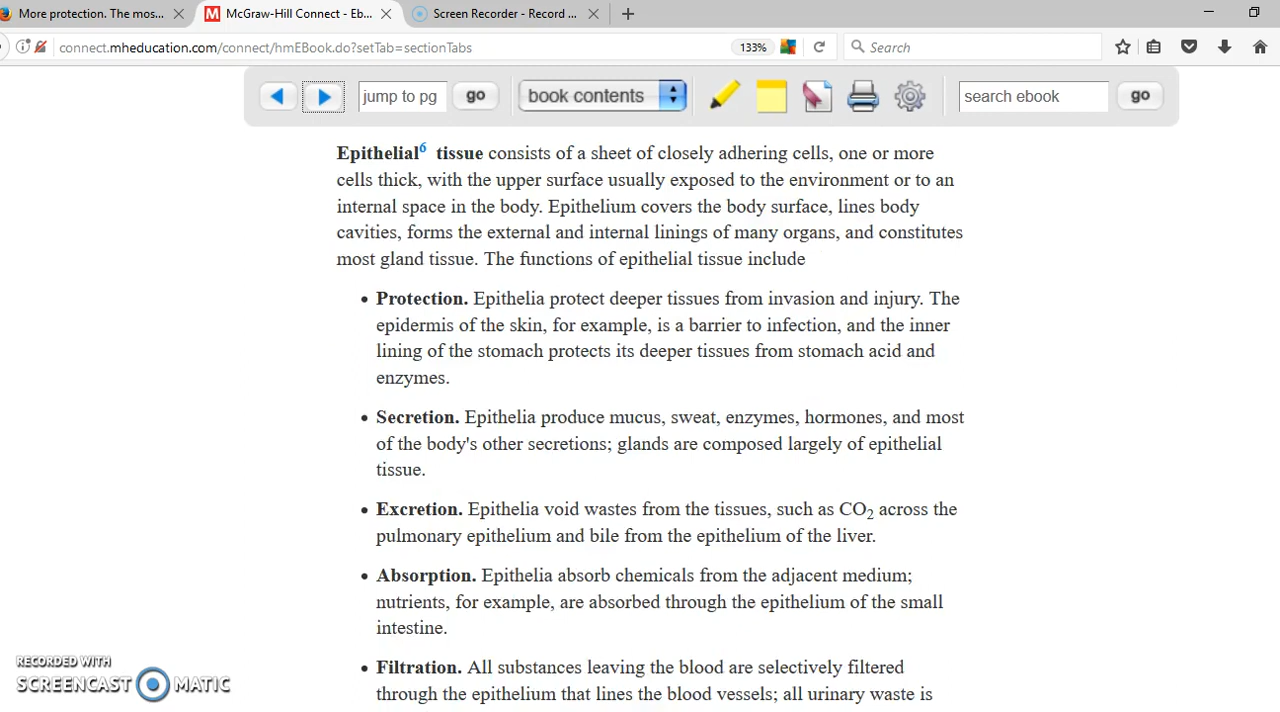 More protection. The mos...
McGraw-Hill Connect - Eb...
Screen Recorder - Record ...
connect.mheducation.com/connect/hmEBook.do?setTab=sectionTabs
133%
Search
jump to pg
go
book contents
search ebook
go
Epithelial6 tissue consists of a sheet of closely adhering cells, one or more
cells thick, with the upper surface usually exposed to the environment or to an
internal space in the body. Epithelium covers the body surface, lines body
cavities, forms the external and internal linings of many organs, and constitutes
most gland tissue. The functions of epithelial tissue include
• Protection. Epithelia protect deeper tissues from invasion and injury. The
epidermis of the skin, for example, is a barrier to infection, and the inner
lining of the stomach protects its deeper tissues from stomach acid and
enzymes.
• Secretion. Epithelia produce mucus, sweat, enzymes, hormones, and most
of the body's other secretions; glands are composed largely of epithelial
tissue.
• Excretion. Epithelia void wastes from the tissues, such as CO2 across the
pulmonary epithelium and bile from the epithelium of the liver.
• Absorption. Epithelia absorb chemicals from the adjacent medium;
nutrients, for example, are absorbed through the epithelium of the small
intestine.
• Filtration. All substances leaving the blood are selectively filtered
through the epithelium that lines the blood vessels; all urinary waste is
RECORDED WITH
SCREENCAST MATIC